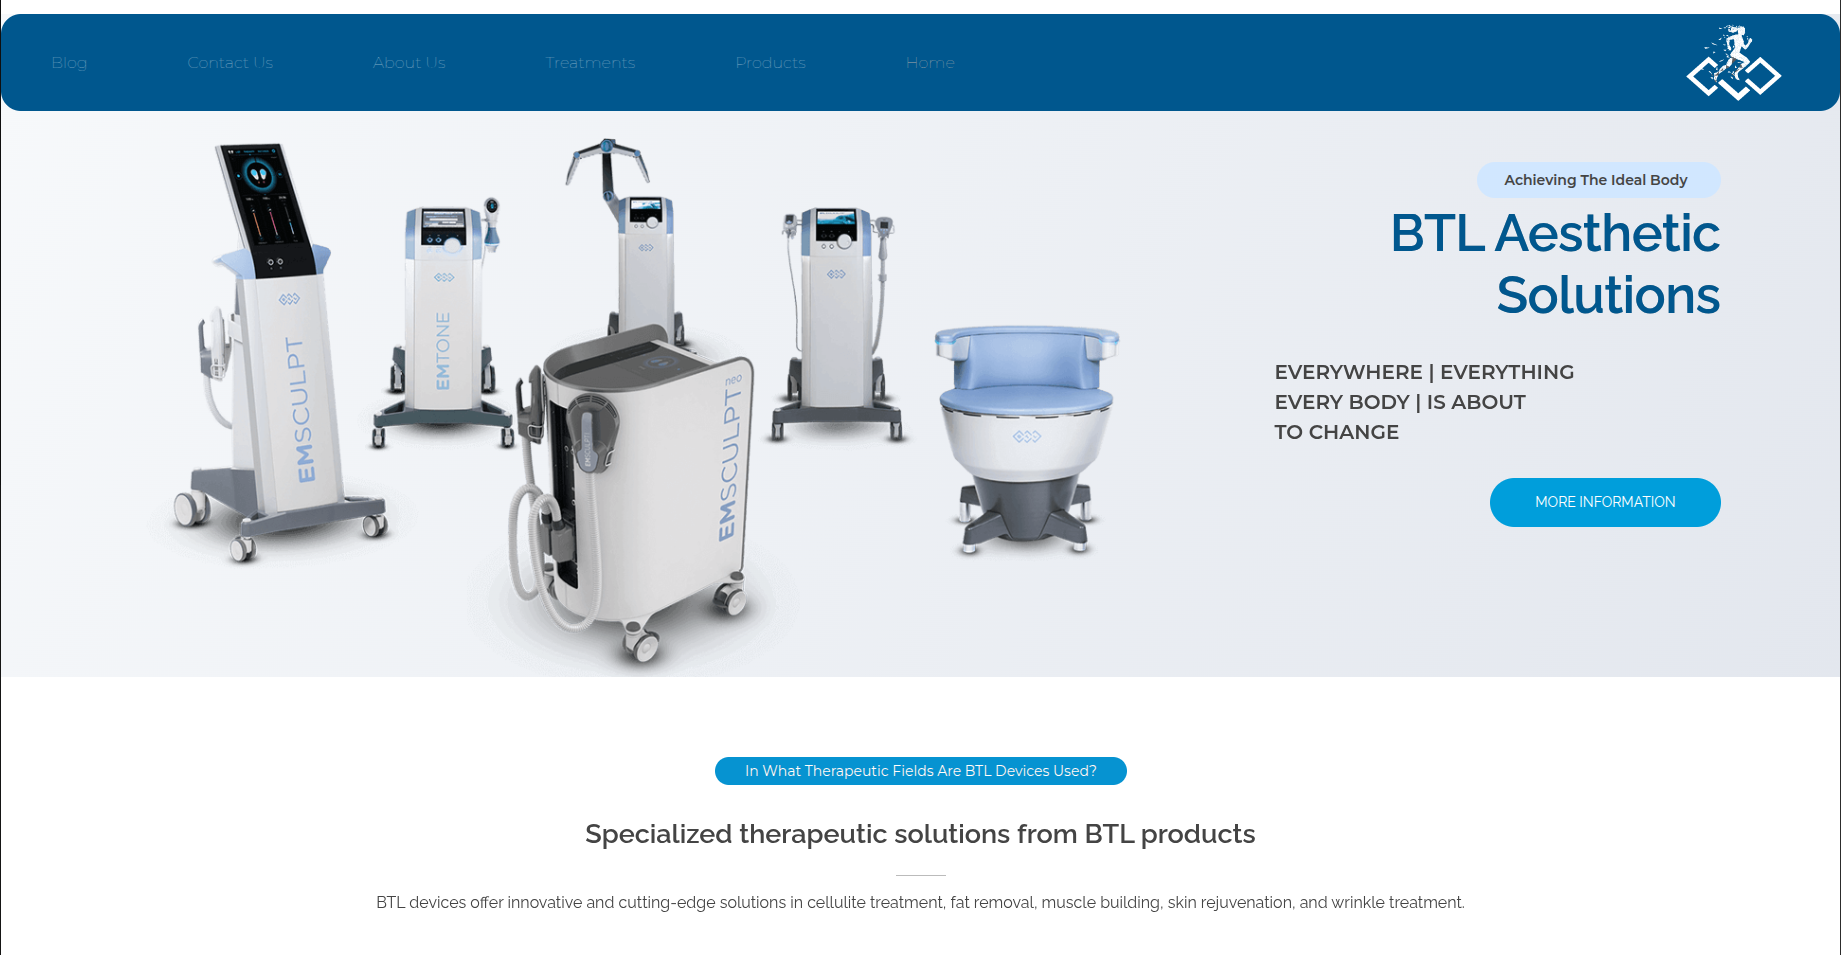 Blog
Contact Us
About Us
Treatments
Products
Home
Achieving The Ideal Body
BTL Aesthetic
Solutions
EVERYWHERE | EVERYTHING
EVERY BODY | IS ABOUT
TO CHANGE
MORE INFORMATION
EMSCULPT
EMTONE
EMSCULPT neo
EMSCULPT
In What Therapeutic Fields Are BTL Devices Used?
Specialized therapeutic solutions from BTL products
BTL devices offer innovative and cutting-edge solutions in cellulite treatment, fat removal, muscle building, skin rejuvenation, and wrinkle treatment.